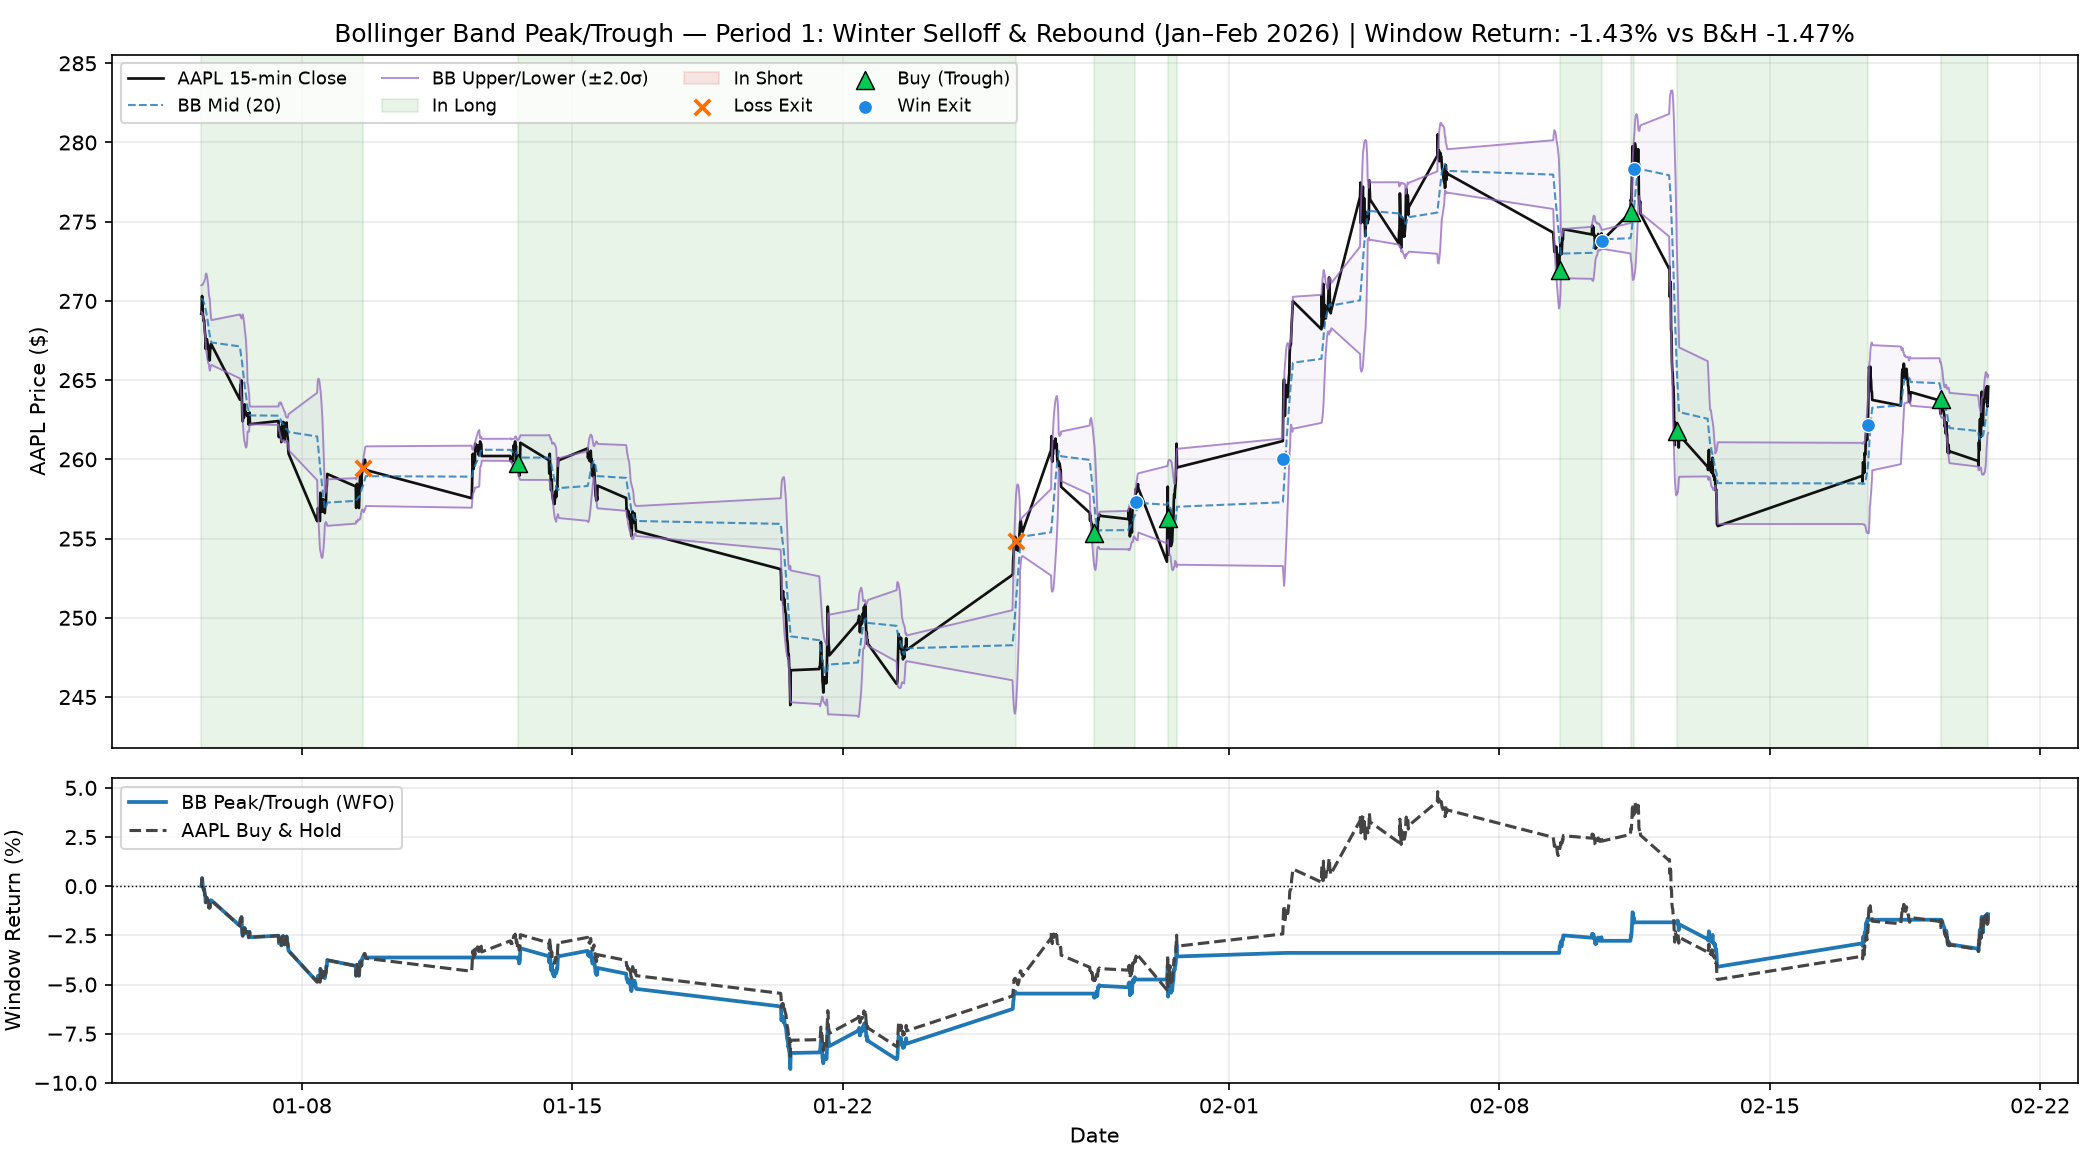 Bollinger Band Peak/Trough — Period 1: Winter Selloff & Rebound (Jan–Feb 2026) | Window Return: -1.43% vs B&H -1.47%
AAPL 15-min Close
BB Mid (20)
BB Upper/Lower (±2.0σ)
In Long
In Short
Loss Exit
Buy (Trough)
Win Exit
AAPL Price ($)
285
280
275
270
265
260
255
250
245
BB Peak/Trough (WFO)
AAPL Buy & Hold
Window Return (%)
5.0
2.5
0.0
−2.5
−5.0
−7.5
−10.0
01-08
01-15
01-22
02-01
02-08
02-15
02-22
Date